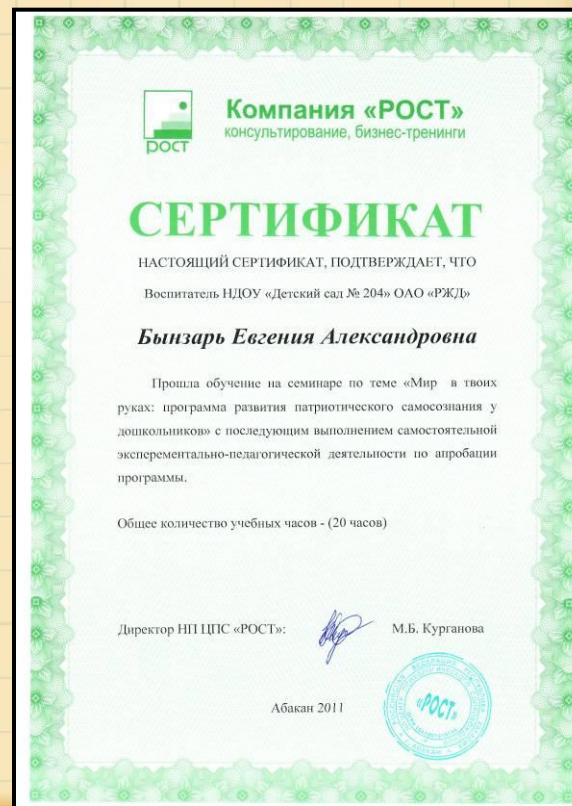 Компания «РОСТ»
консультирование, бизнес-тренинги
РОСТ
СЕРТИФИКАТ
НАСТОЯЩИЙ СЕРТИФИКАТ, ПОДТВЕРЖДАЕТ, ЧТО
Воспитатель НДОУ «Детский сад № 204» ОАО «РЖД»
Бынзарь Евгения Александровна
Прошла обучение на семинаре по теме «Мир в твоих
руках: программа развития патриотического самосознания у
дошкольников» с последующим выполнением самостоятельной
эксперементально-педагогической деятельности по апробации
программы.
Общее количество учебных часов - (20 часов)
Директор НП ЦПС «РОСТ»:
М.Б. Курганова
Абакан 2011
«РОСТ»